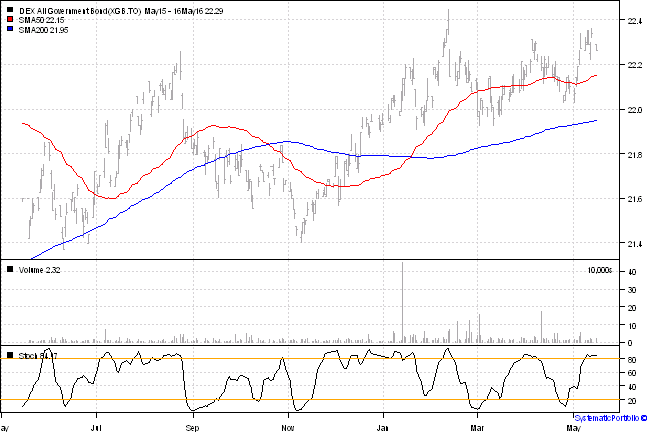 DEX All Government Bond(XGB.TO) May15 - 16May16 22.29
SMA50 22.15
SMA200 21.95
22.4
22.2
22.0
21.8
21.6
21.4
Volume 2.32
10,000s
40
30
20
10
0
Stoch 84.17
80
60
40
20
ay
Jul
Sep
Nov
Jan
Mar
May
SystematicPortfolio ©